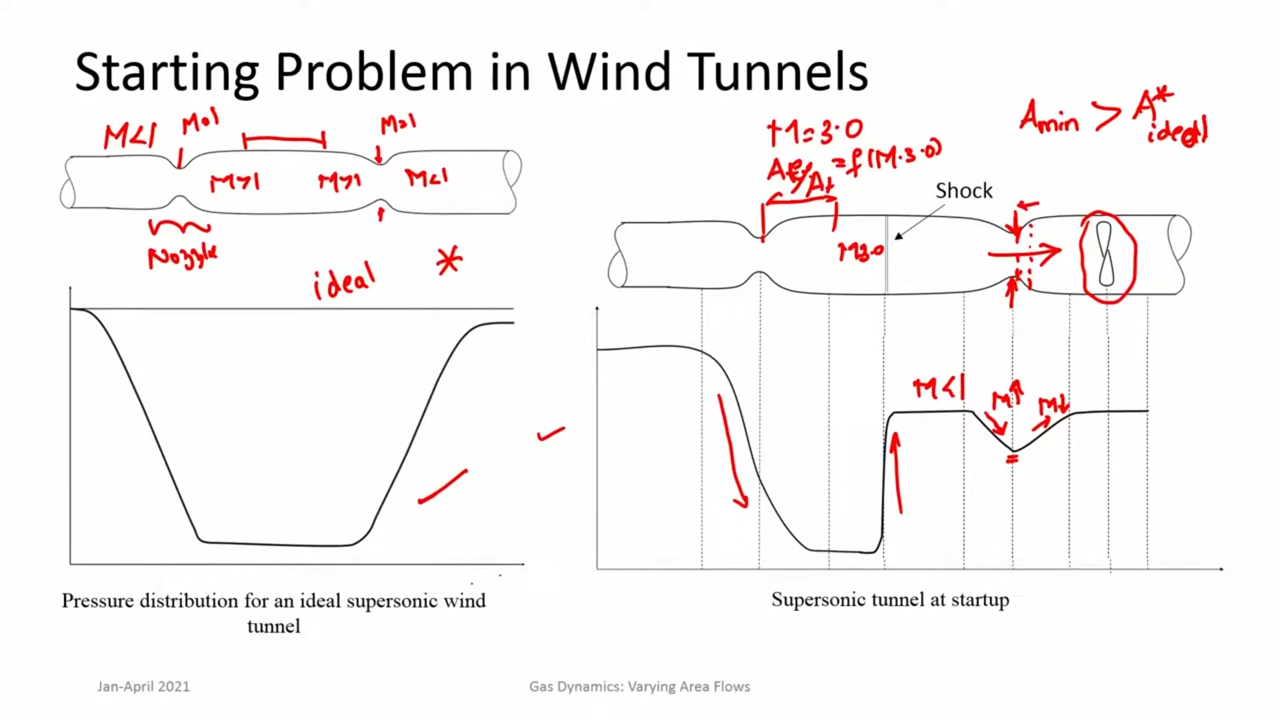 Starting Problem in Wind Tunnels
M<1
M=1
M=1
M>1
M>1
M<1
Nozzle
ideal *
M=3.0
= f(M.3.0)
Amin > A*
ideal
Shock
M3.0
M<1
M↑
M↓
=
Pressure distribution for an ideal supersonic wind
tunnel
Supersonic tunnel at startup
Jan-April 2021
Gas Dynamics: Varying Area Flows